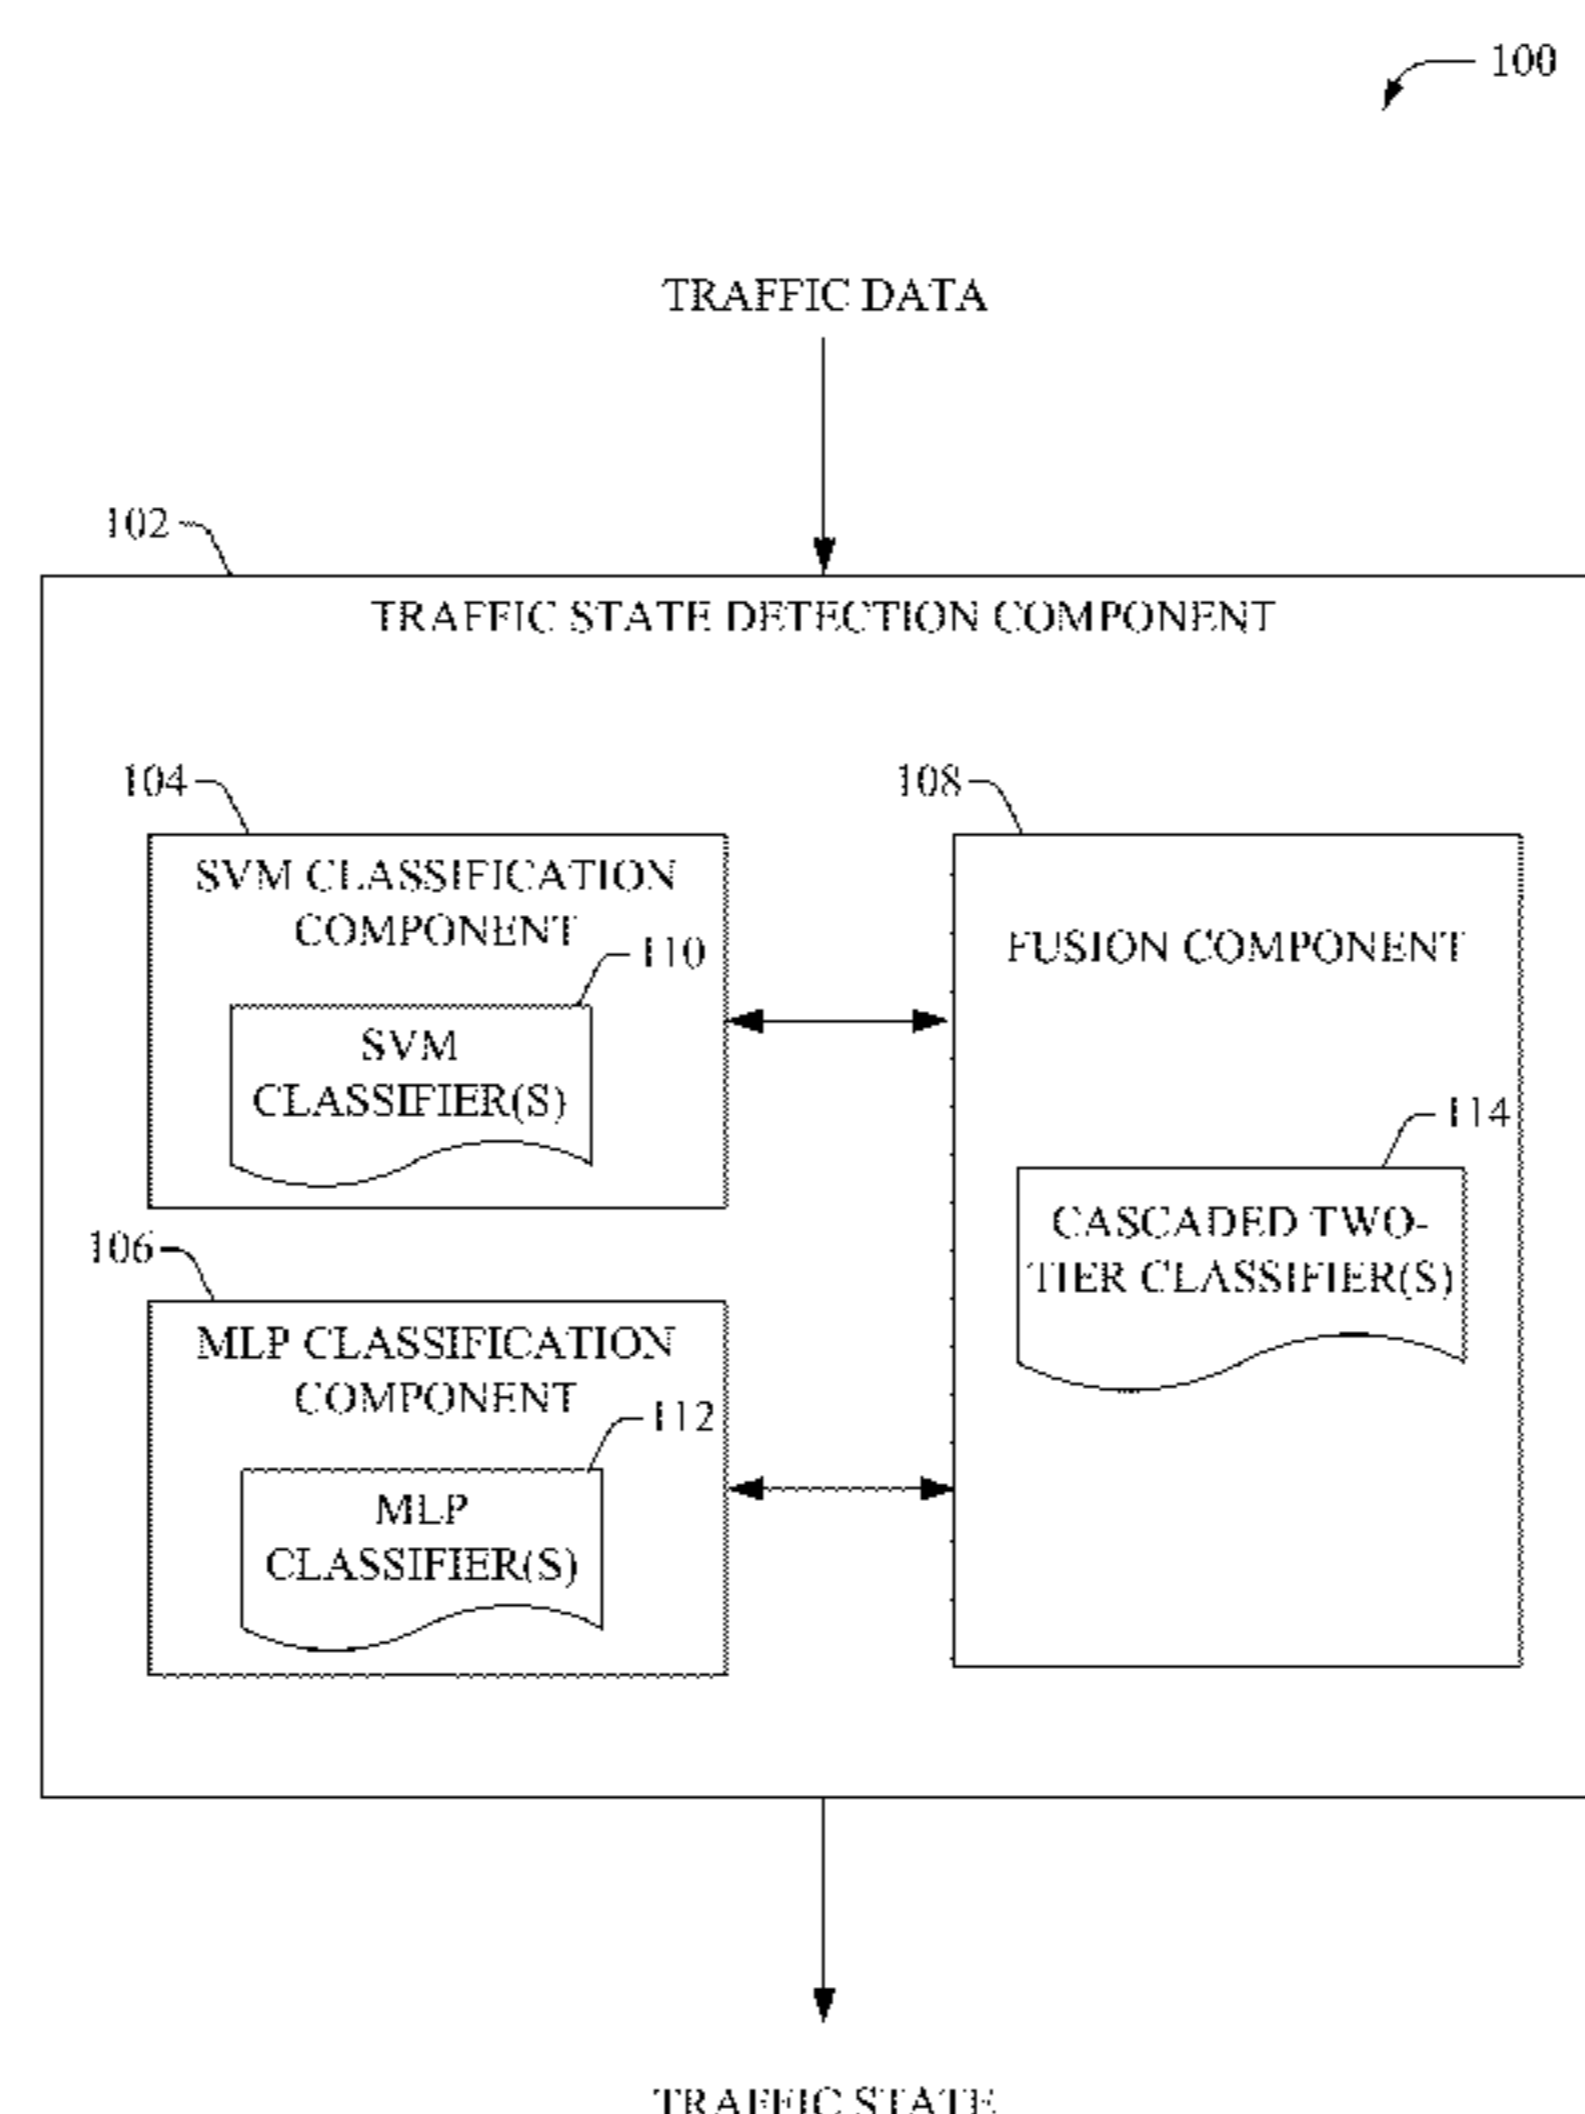 100
TRAFFIC DATA
102
TRAFFIC STATE DETECTION COMPONENT
104
108
SVM CLASSIFICATION
COMPONENT
110
FUSION COMPONENT
SVM
CLASSIFIER(S)
114
CASCADED TWO-
TIER CLASSIFIER(S)
106
MLP CLASSIFICATION
COMPONENT
112
MLP
CLASSIFIER(S)
TRAFFIC STATE